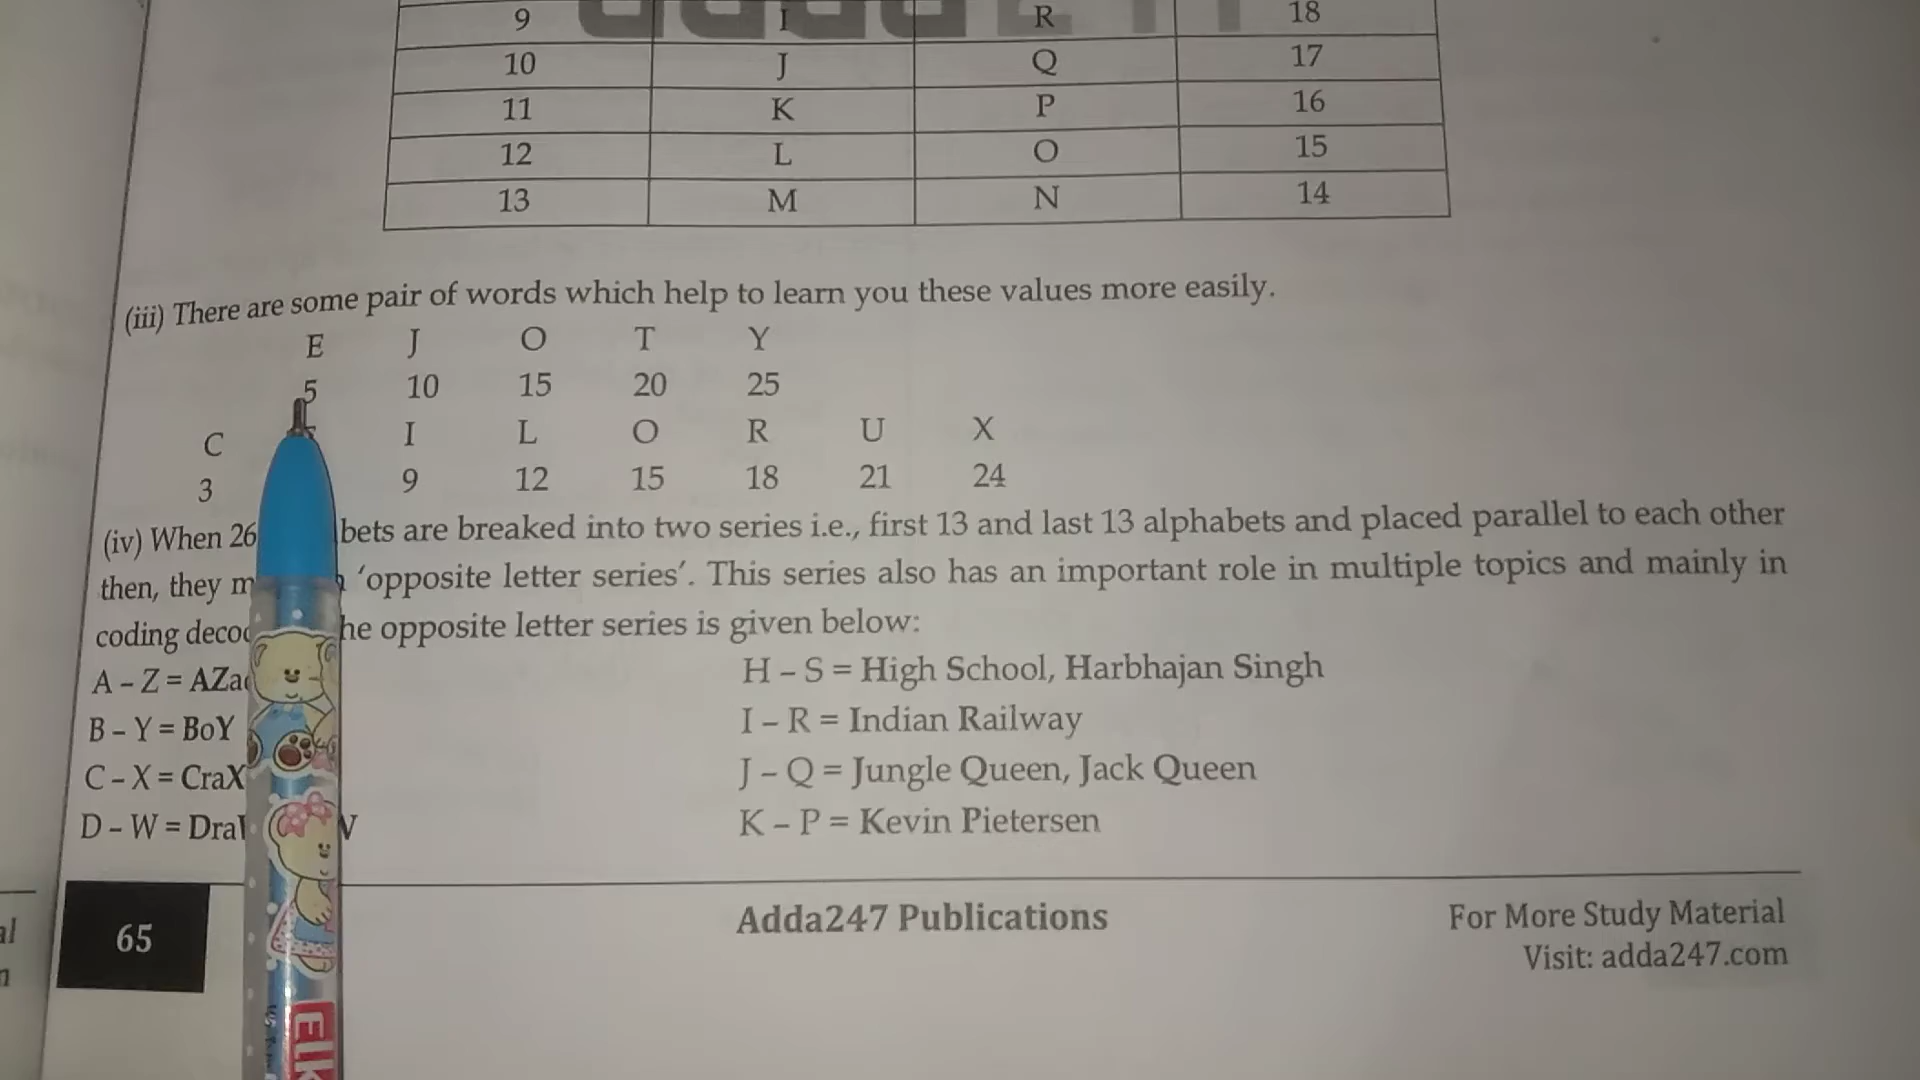 9 I R 18
10 J Q 17
11 K P 16
12 L O 15
13 M N 14
(iii) There are some pair of words which help to learn you these values more easily.
E J O T Y
5 10 15 20 25
C I L O R U X
3 9 12 15 18 21 24
(iv) When 26 bets are breaked into two series i.e., first 13 and last 13 alphabets and placed parallel to each other
then, they m 'opposite letter series'. This series also has an important role in multiple topics and mainly in
coding deco he opposite letter series is given below:
A – Z = AZa
B – Y = BoY
C – X = CraX
D – W = Dra
H – S = High School, Harbhajan Singh
I – R = Indian Railway
J – Q = Jungle Queen, Jack Queen
K – P = Kevin Pietersen
65
Adda247 Publications
For More Study Material
Visit: adda247.com